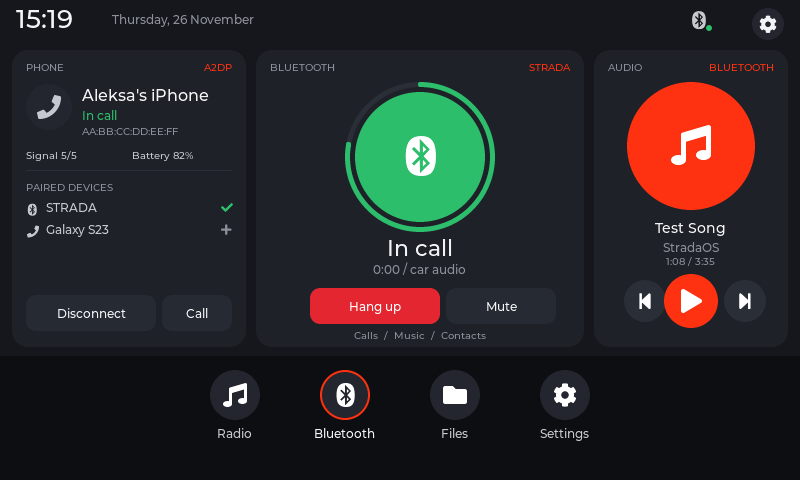 15:19
Thursday, 26 November
PHONE
A2DP
Aleksa's iPhone
In call
AA:BB:CC:DD:EE:FF
Signal 5/5
Battery 82%
PAIRED DEVICES
STRADA
Galaxy S23
Disconnect
Call
BLUETOOTH
STRADA
In call
0:00 / car audio
Hang up
Mute
Calls / Music / Contacts
AUDIO
BLUETOOTH
Test Song
StradaOS
1:08 / 3:35
Radio
Bluetooth
Files
Settings